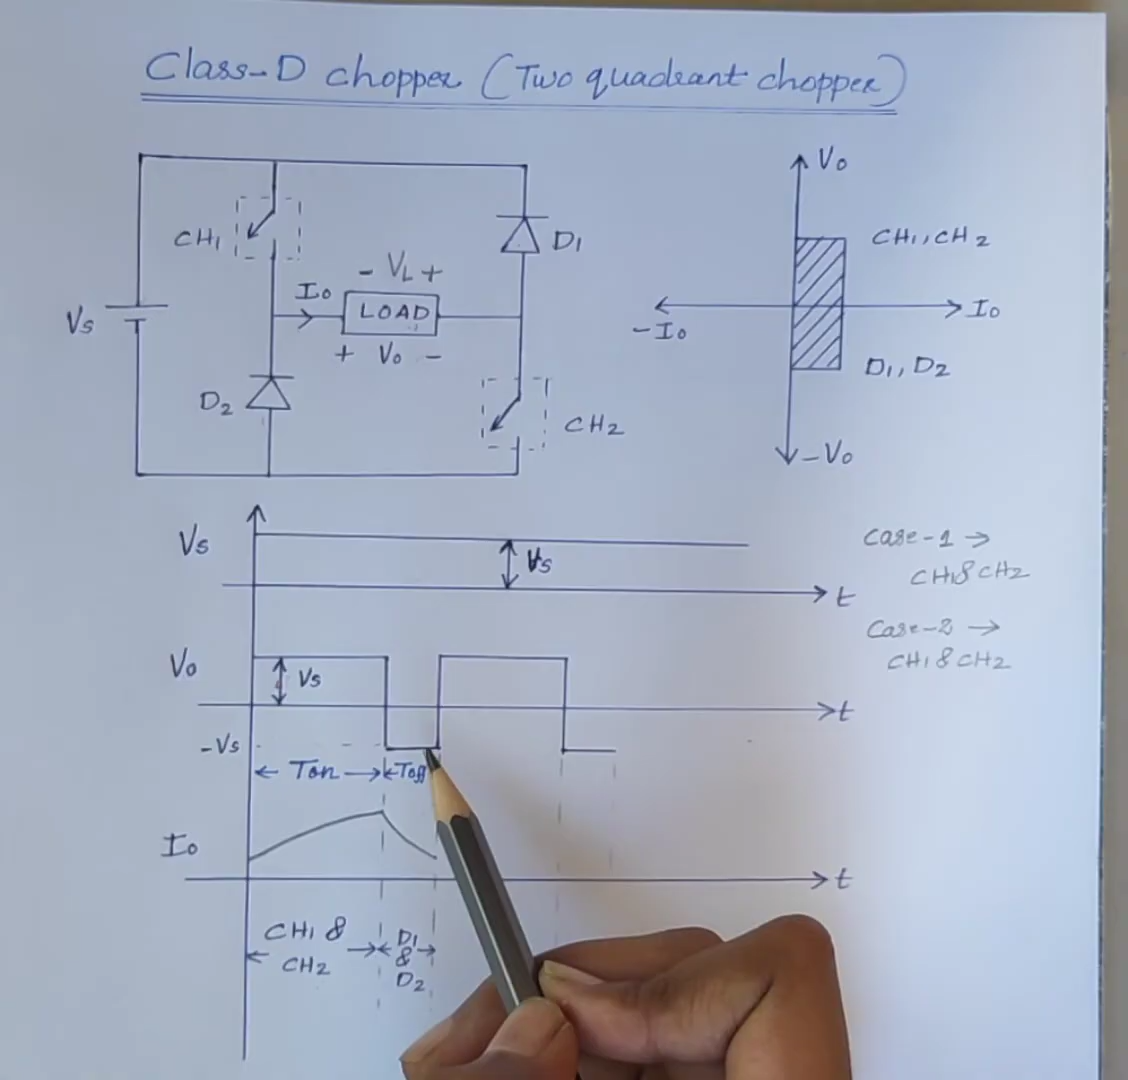 Class-D chopper (Two quadrant chopper)
CH1
D1
- VL +
Io
LOAD
+ Vo -
Vs
D2
CH2
Vo
CH1, CH2
-Io
Io
D1, D2
-Vo
Vs
Vs
t
Case-1 →
CH1 & CH2
Case-2 →
CH1 & CH2
Vo
Vs
t
-Vs
Ton
Toff
Io
t
CH1 &
CH2
D1
&
D2